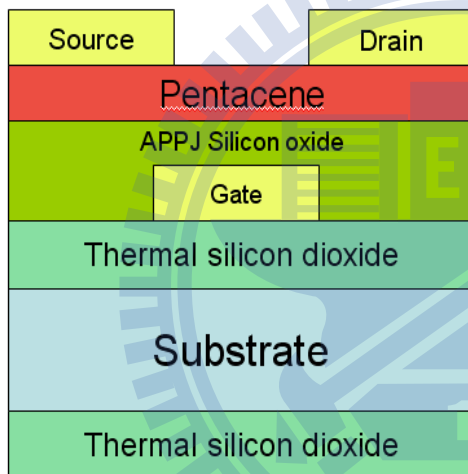 Source
Drain
Pentacene
APPJ Silicon oxide
Gate
Thermal silicon dioxide
Substrate
Thermal silicon dioxide